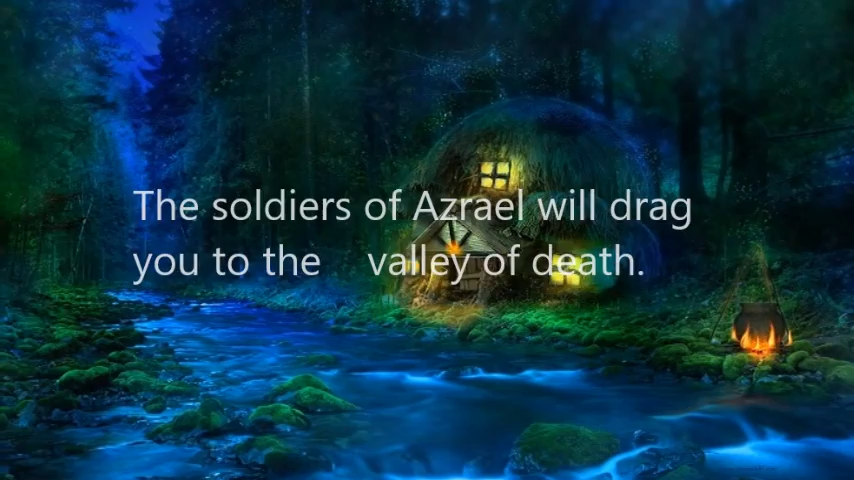 The soldiers of Azrael will drag
you to the valley of death.